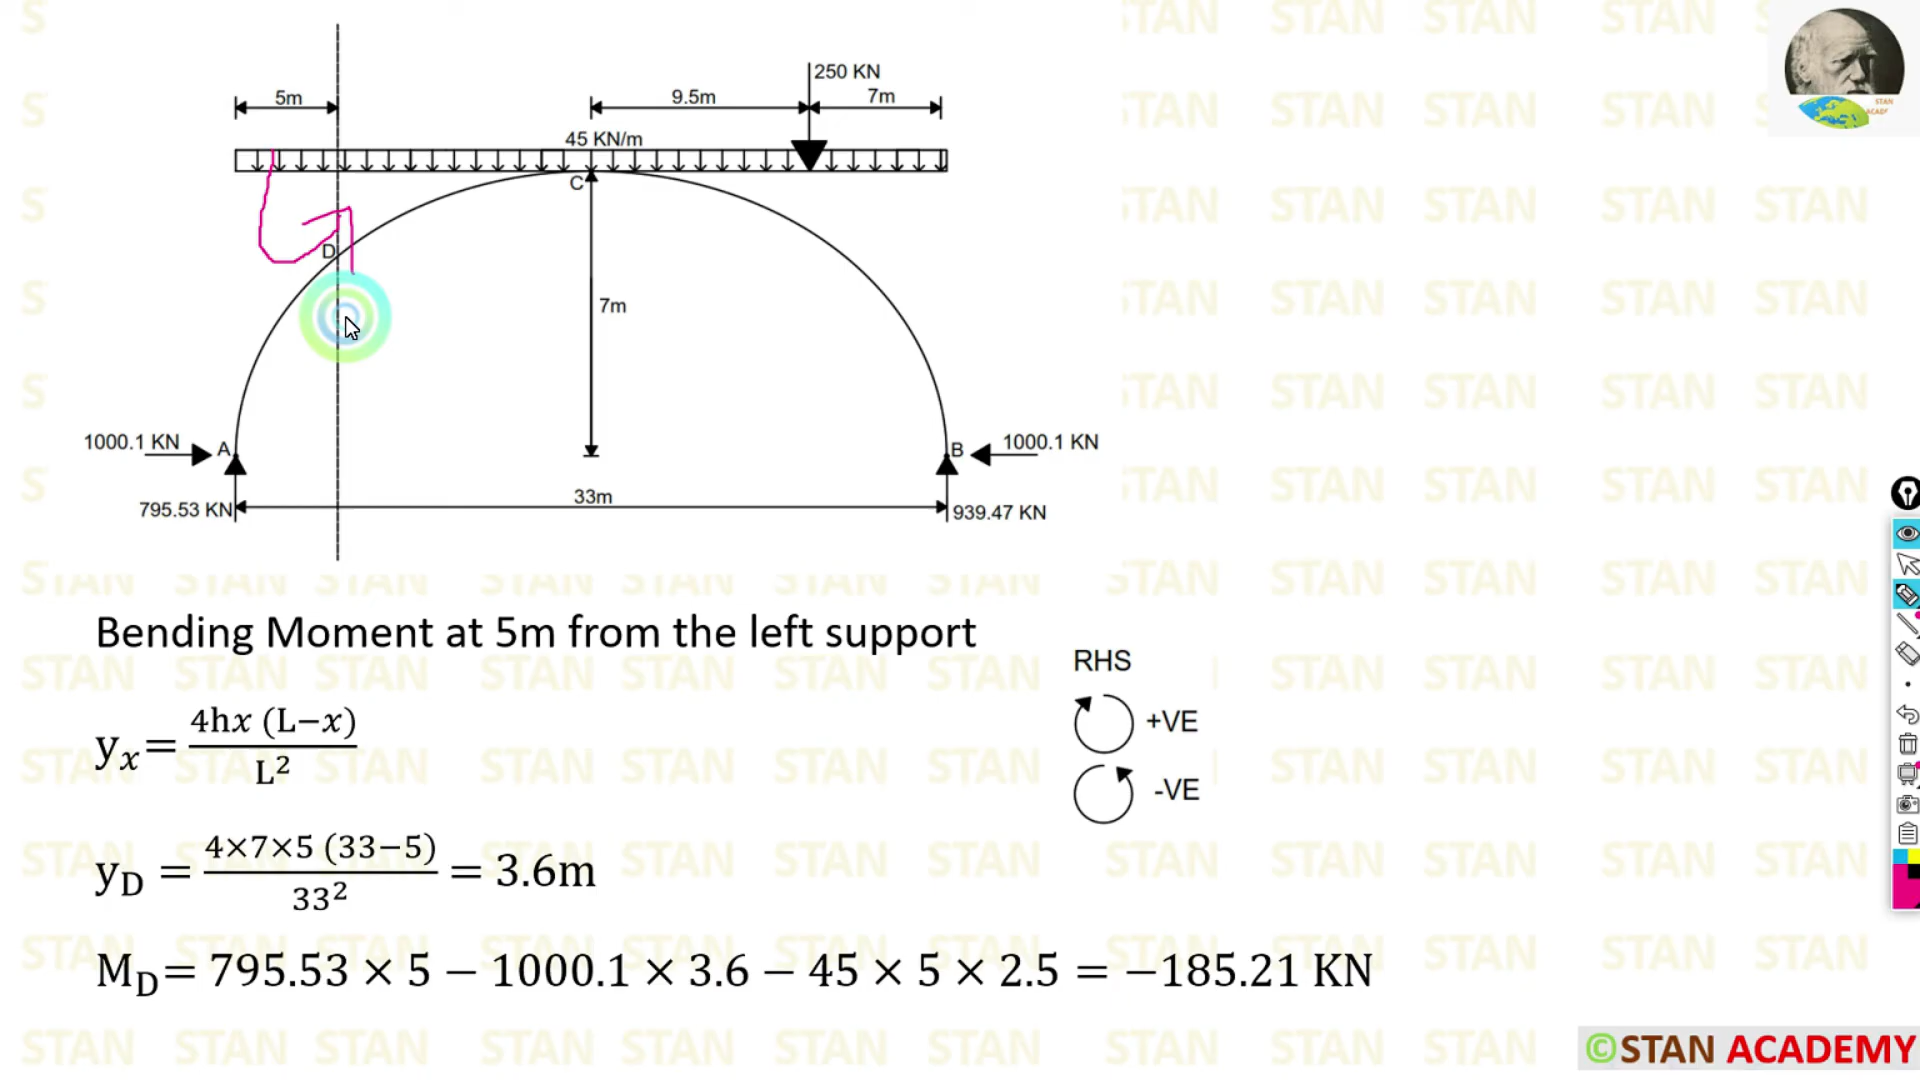 250 KN
5m
9.5m
7m
45 KN/m
C
D
7m
1000.1 KN
A
B
1000.1 KN
33m
795.53 KN
939.47 KN
Bending Moment at 5m from the left support
RHS
+VE
-VE
yₓ= 4hx (L−x) / L²
y_D = 4×7×5 (33−5) / 33² = 3.6m
M_D= 795.53 × 5 − 1000.1 × 3.6 − 45 × 5 × 2.5 = −185.21 KN
©STAN ACADEMY